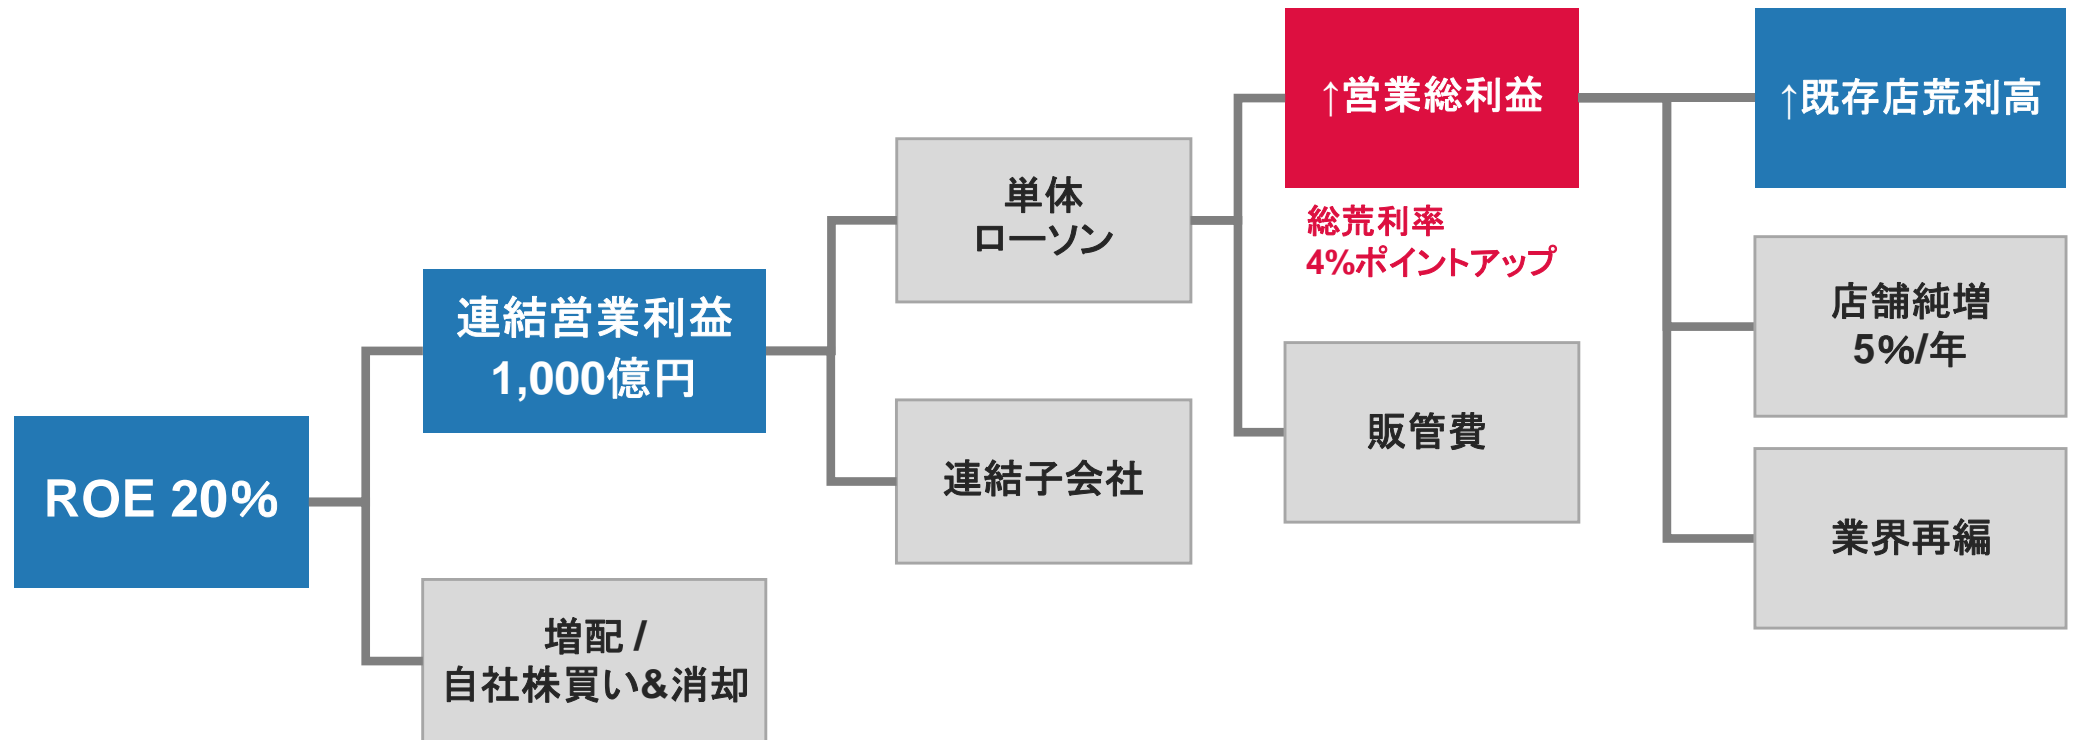 ROE 20%
連結営業利益
1,000億円
増配 /
自社株買い&消却
単体
ローソン
連結子会社
↑営業総利益
総荒利率
4%ポイントアップ
販管費
↑既存店荒利高
店舗純増
5%/年
業界再編